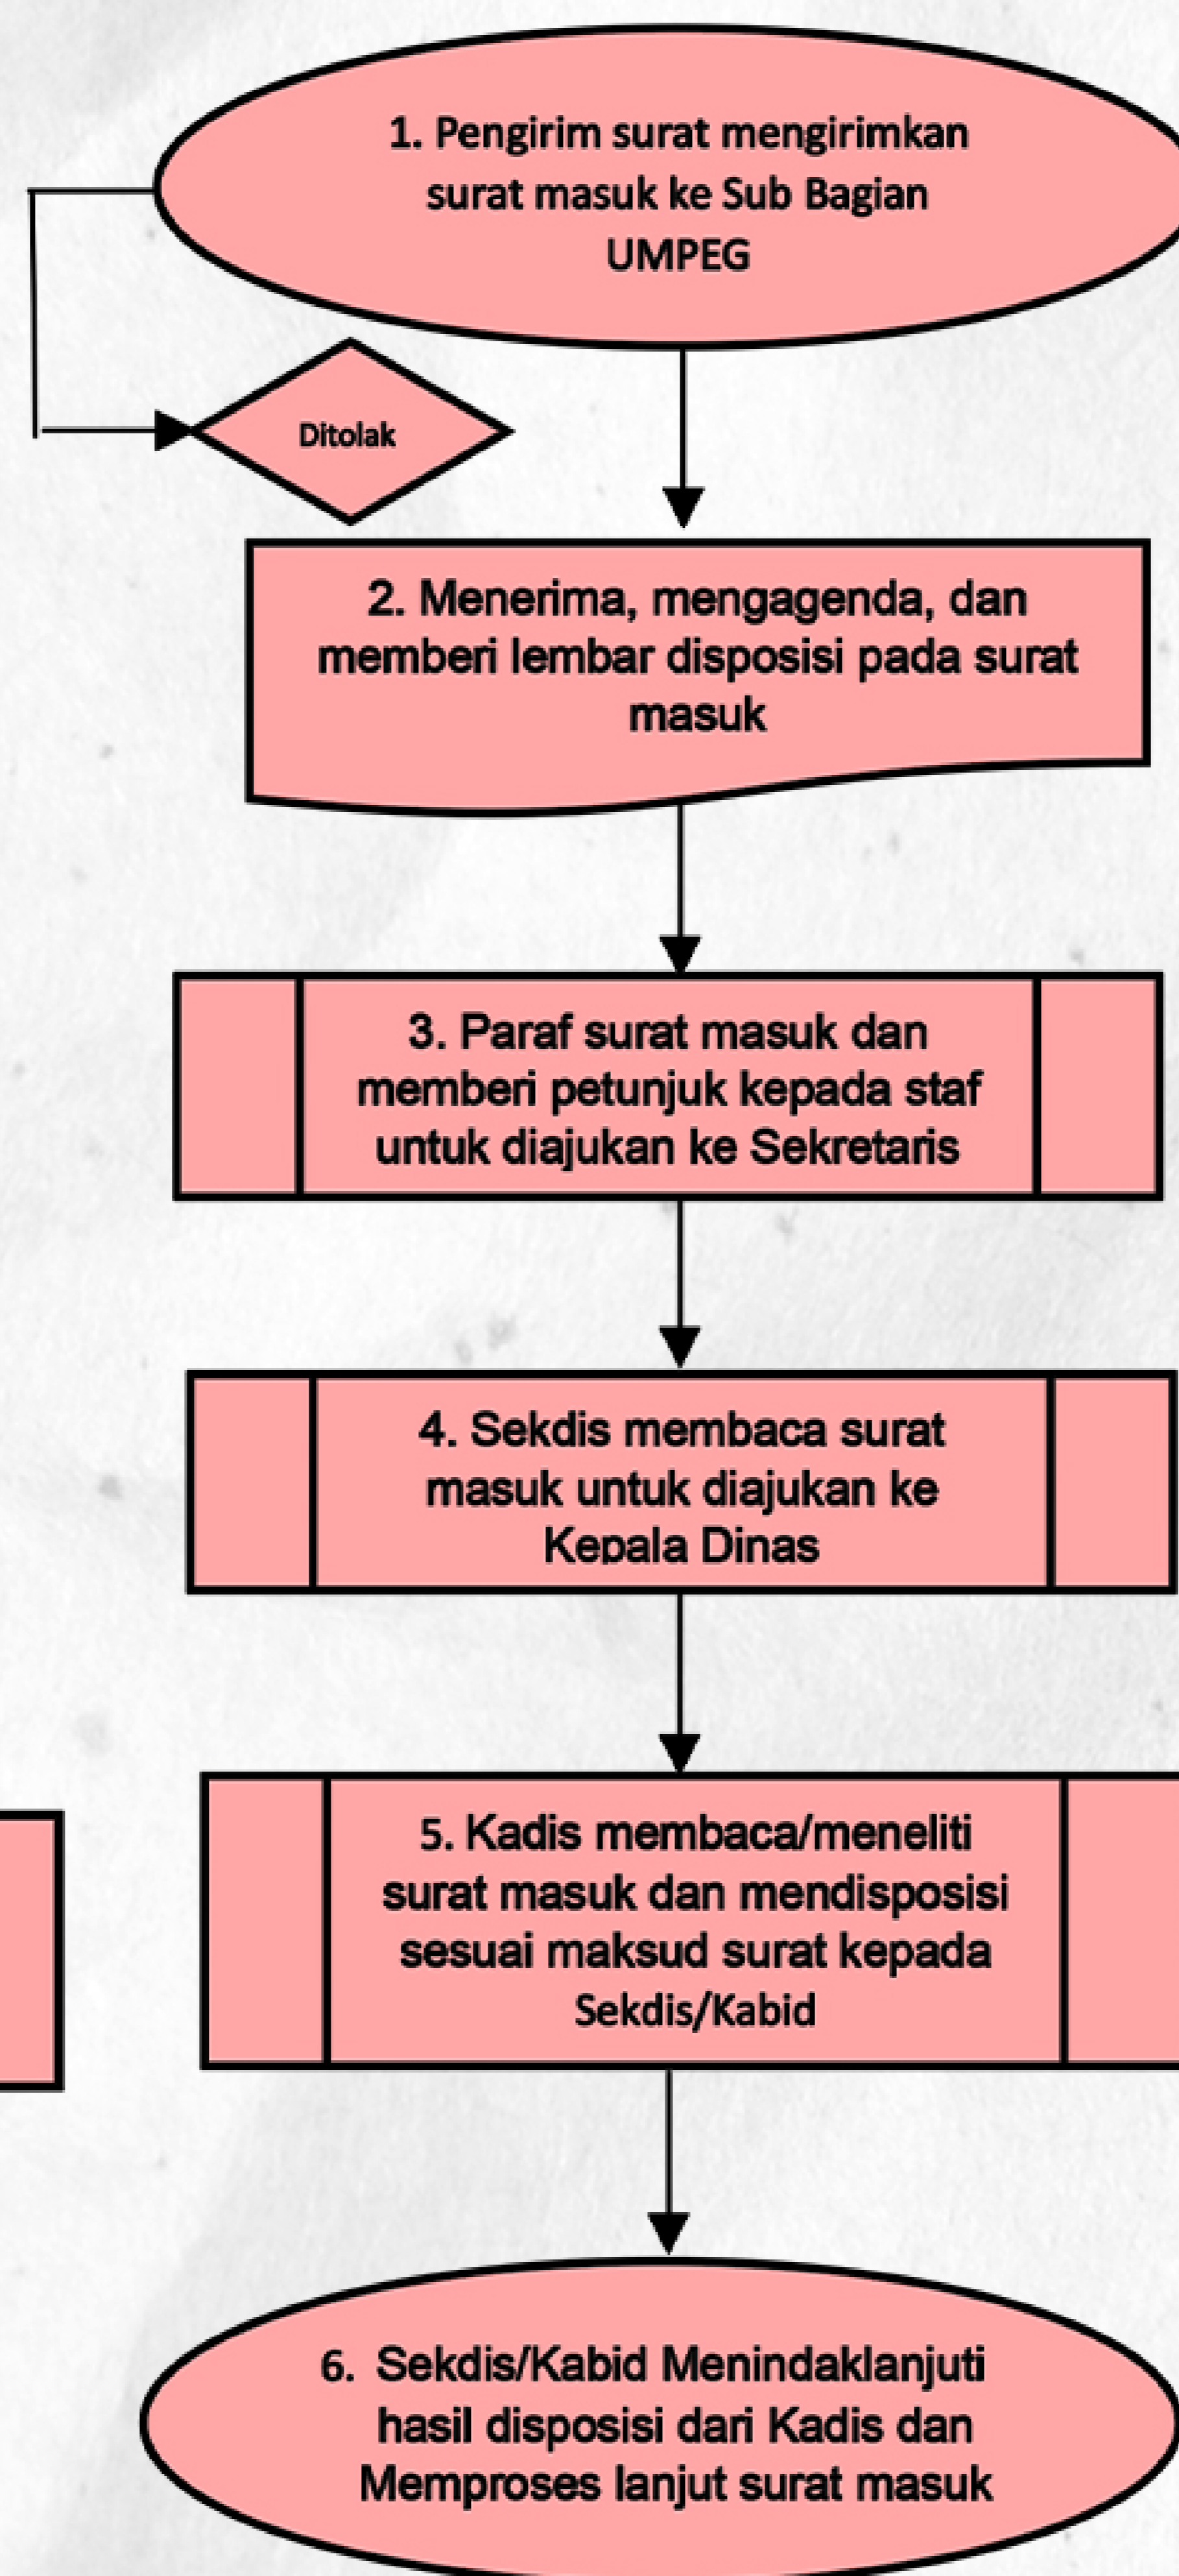 1. Pengirim surat mengirimkan
surat masuk ke Sub Bagian
UMPEG
Ditolak
2. Menerima, mengagenda, dan
memberi lembar disposisi pada surat
masuk
3. Paraf surat masuk dan
memberi petunjuk kepada staf
untuk diajukan ke Sekretaris
4. Sekdis membaca surat
masuk untuk diajukan ke
Kepala Dinas
5. Kadis membaca/meneliti
surat masuk dan mendisposisi
sesuai maksud surat kepada
Sekdis/Kabid
6. Sekdis/Kabid Menindaklanjuti
hasil disposisi dari Kadis dan
Memproses lanjut surat masuk